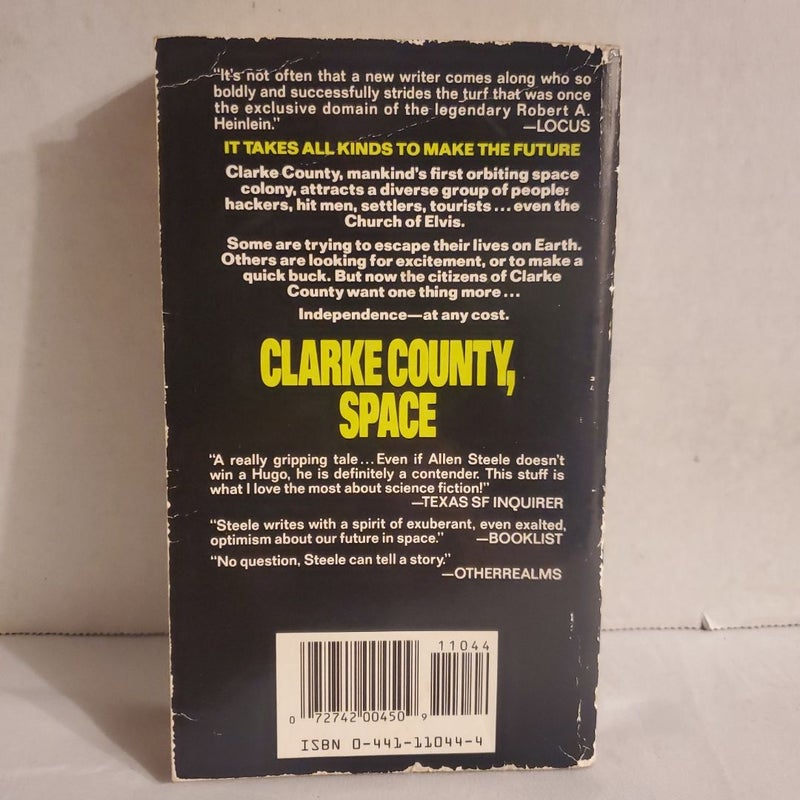 "It's not often that a new writer comes along who so
boldly and successfully strides the turf that was once
the exclusive domain of the legendary Robert A.
Heinlein." —LOCUS
IT TAKES ALL KINDS TO MAKE THE FUTURE
Clarke County, mankind's first orbiting space
colony, attracts a diverse group of people:
hackers, hit men, settlers, tourists...even the
Church of Elvis.
Some are trying to escape their lives on Earth.
Others are looking for excitement, or to make a
quick buck. But now the citizens of Clarke
County want one thing more...
Independence—at any cost.
CLARKE COUNTY,
SPACE
"A really gripping tale...Even if Allen Steele doesn't
win a Hugo, he is definitely a contender. This stuff is
what I love the most about science fiction!"
—TEXAS SF INQUIRER
"Steele writes with a spirit of exuberant, even exalted,
optimism about our future in space." —BOOKLIST
"No question, Steele can tell a story."
—OTHERREALMS
11044
0 72742 00450 9
ISBN 0-441-11044-4